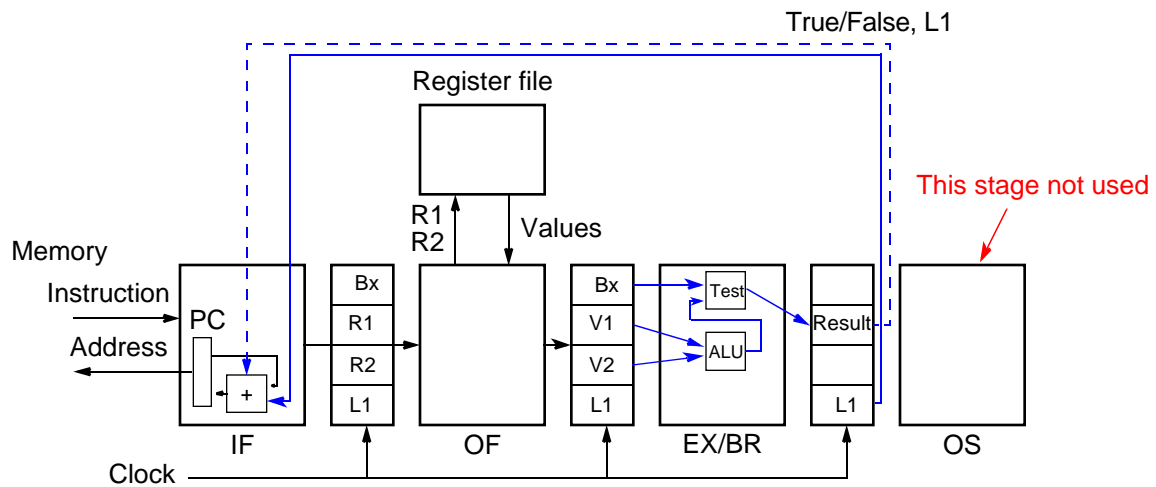 True/False, L1
Register file
This stage not used
R1
R2
Values
Memory
Instruction
PC
Address
+
IF
Bx
R1
R2
L1
OF
Bx
V1
V2
L1
Test
ALU
EX/BR
Result
L1
OS
Clock